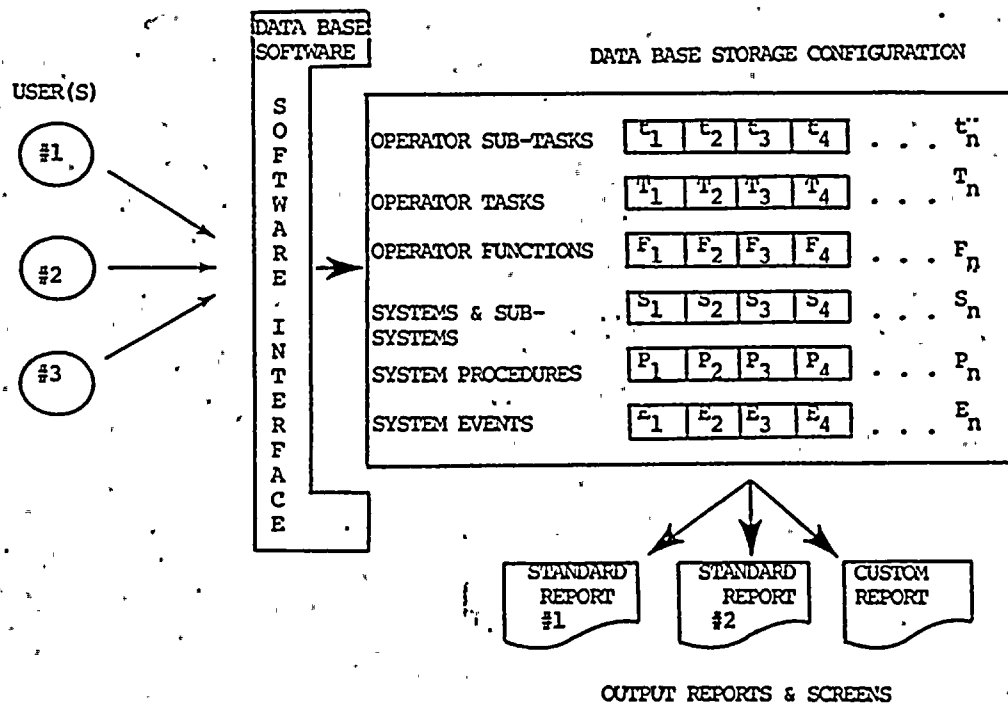 DATA BASE
SOFTWARE
DATA BASE STORAGE CONFIGURATION
USER(S)
#1
#2
#3
SOFTWARE INTERFACE
OPERATOR SUB-TASKS t1 t2 t3 t4 . . . tn
OPERATOR TASKS T1 T2 T3 T4 . . . Tn
OPERATOR FUNCTIONS F1 F2 F3 F4 . . . Fn
SYSTEMS & SUB-
SYSTEMS S1 S2 S3 S4 . . . Sn
SYSTEM PROCEDURES P1 P2 P3 P4 . . . Pn
SYSTEM EVENTS E1 E2 E3 E4 . . . En
STANDARD
REPORT
#1
STANDARD
REPORT
#2
CUSTOM
REPORT
OUTPUT REPORTS & SCREENS